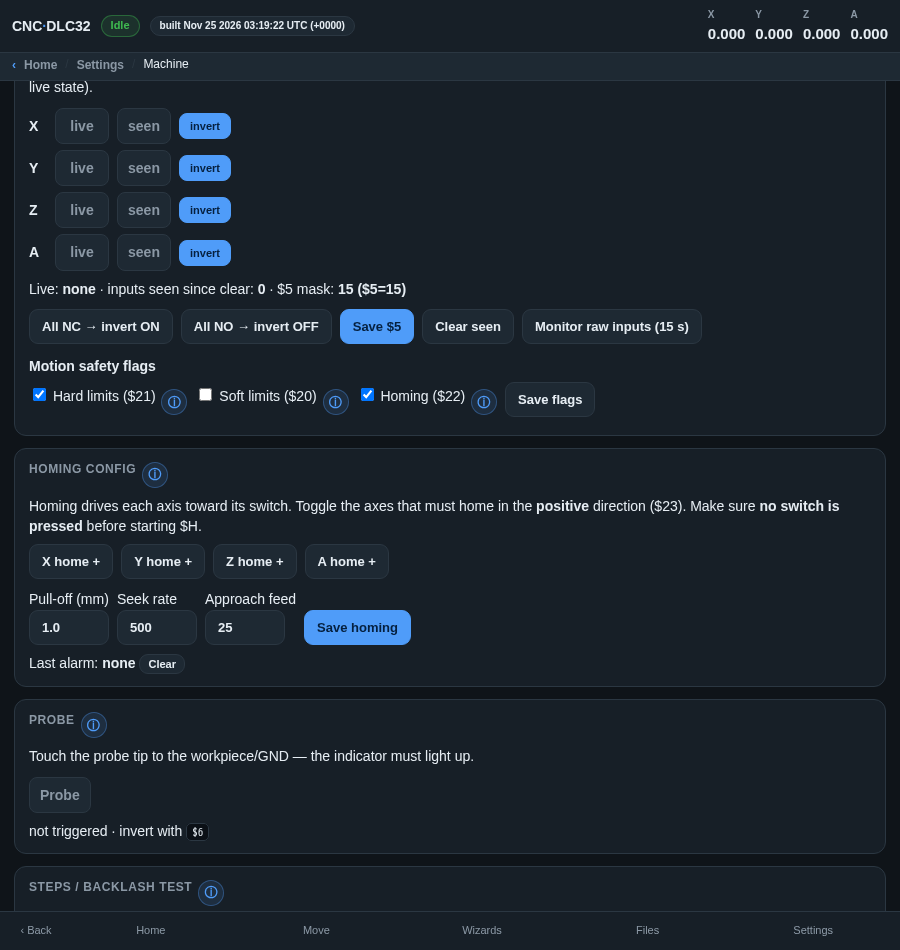 CNC·DLC32 Idle built Nov 25 2026 03:19:22 UTC (+0000) X Y Z A
0.000 0.000 0.000 0.000
‹ Home / Settings / Machine
live state).
X live seen invert
Y live seen invert
Z live seen invert
A live seen invert
Live: none · inputs seen since clear: 0 · $5 mask: 15 ($5=15)
All NC → invert ON All NO → invert OFF Save $5 Clear seen Monitor raw inputs (15 s)
Motion safety flags
Hard limits ($21) ⓘ Soft limits ($20) ⓘ Homing ($22) ⓘ Save flags
HOMING CONFIG ⓘ
Homing drives each axis toward its switch. Toggle the axes that must home in the positive direction ($23). Make sure no switch is
pressed before starting $H.
X home + Y home + Z home + A home +
Pull-off (mm) Seek rate Approach feed
1.0 500 25 Save homing
Last alarm: none Clear
PROBE ⓘ
Touch the probe tip to the workpiece/GND — the indicator must light up.
Probe
not triggered · invert with $6
STEPS / BACKLASH TEST ⓘ
‹ Back Home Move Wizards Files Settings